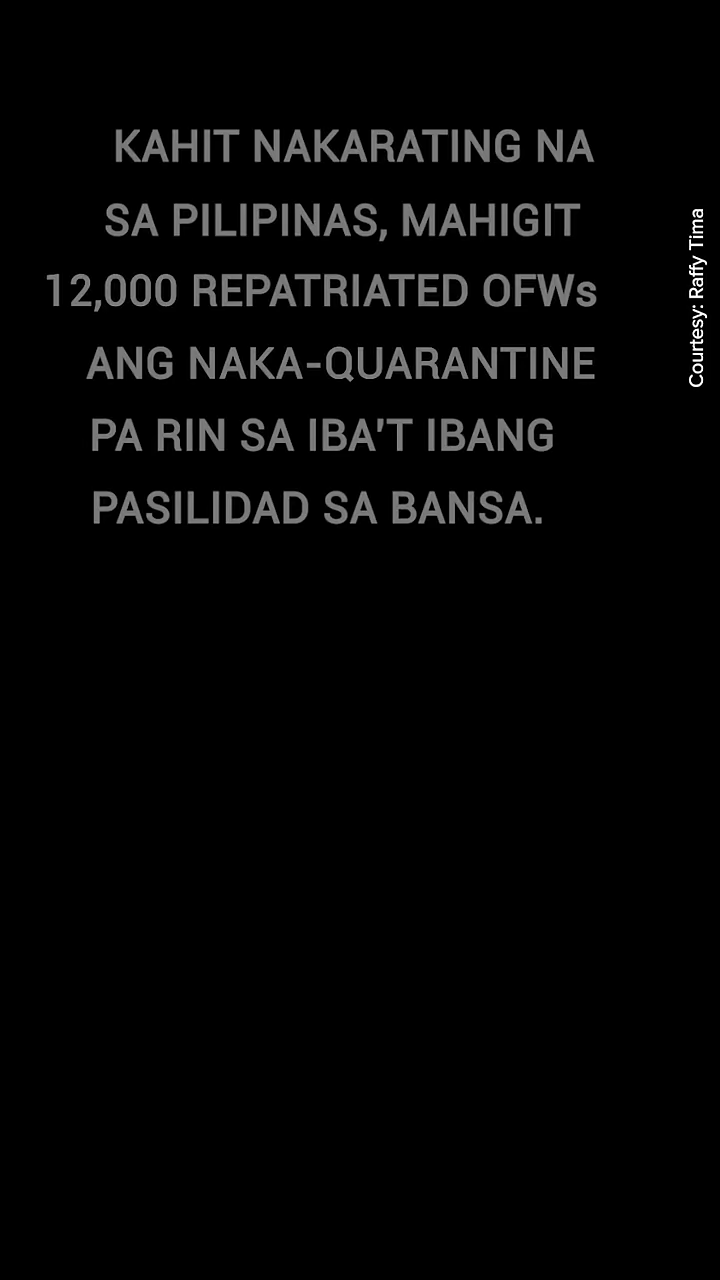 KAHIT NAKARATING NA
SA PILIPINAS, MAHIGIT
12,000 REPATRIATED OFWs
ANG NAKA-QUARANTINE
PA RIN SA IBA'T IBANG
PASILIDAD SA BANSA.
Courtesy: Raffy Tima